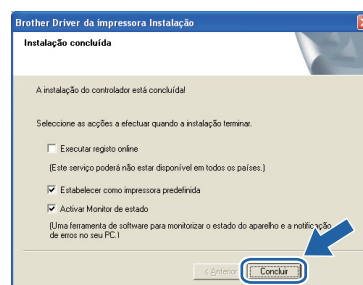 Brother Driver da impressora Instalação
Instalação concluída
A instalação do controlador está concluída!
Seleccione as acções a efectuar quando a instalação terminar.
Executar registo online
(Este serviço poderá não estar disponível em todos os países.)
Estabelecer como impressora predefinida
Activar Monitor de estado
(Uma ferramenta de software para monitorizar o estado do aparelho e a notificação
de erros no seu PC.)
< Anterior
Concluir